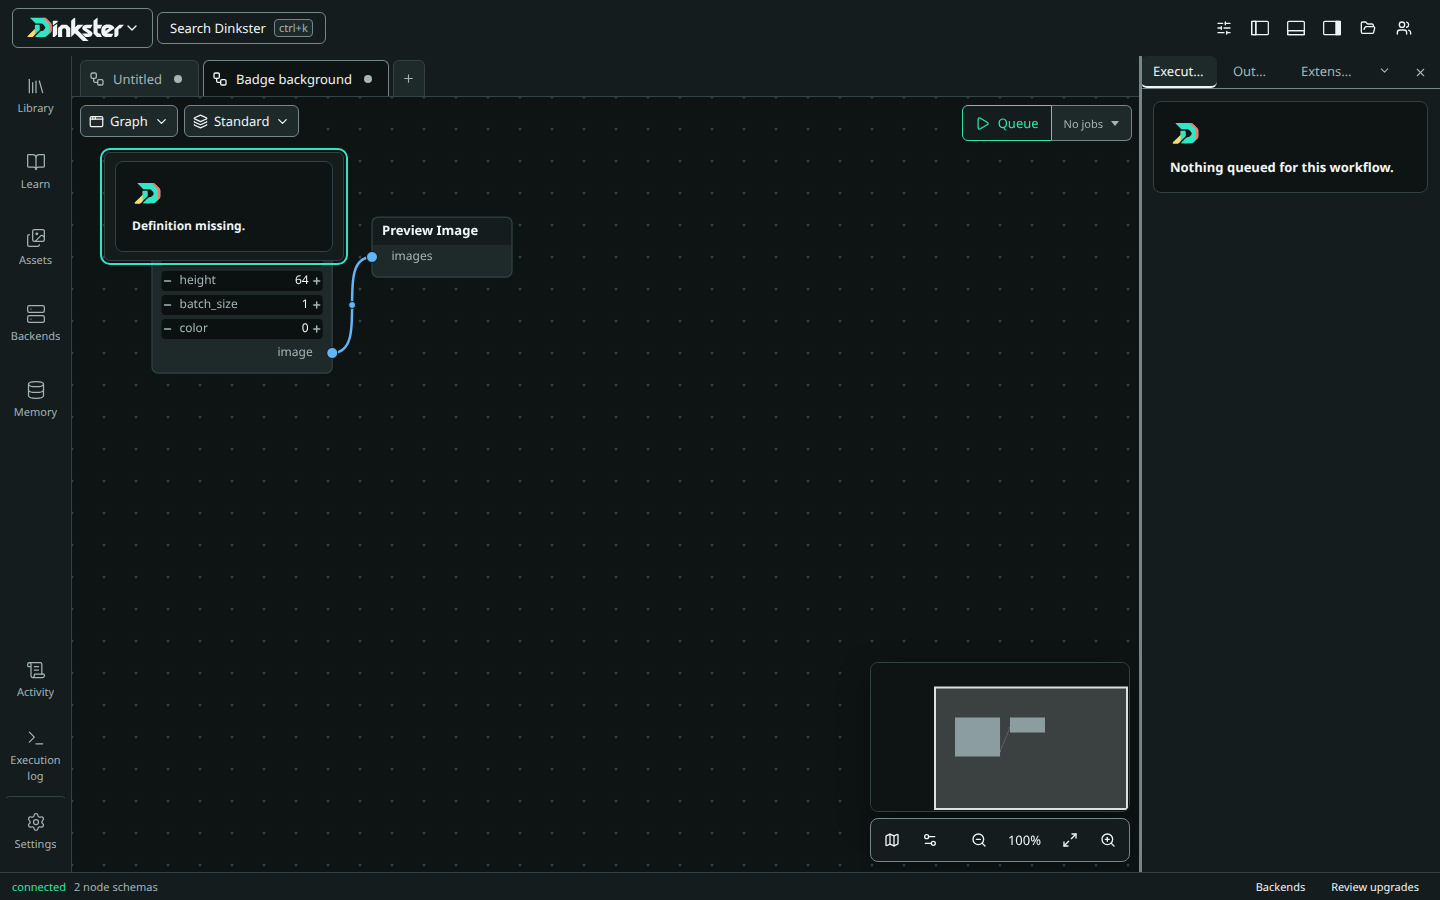 Dinkster
Search Dinkster ctrl+k
Untitled
Badge background
Execut...
Out...
Extens...
Library
Learn
Assets
Backends
Memory
Activity
Execution
log
Settings
Graph
Standard
Queue
No jobs
Nothing queued for this workflow.
Definition missing.
Preview Image
images
height 64
batch_size 1
color 0
image
100%
connected
2 node schemas
Backends
Review upgrades